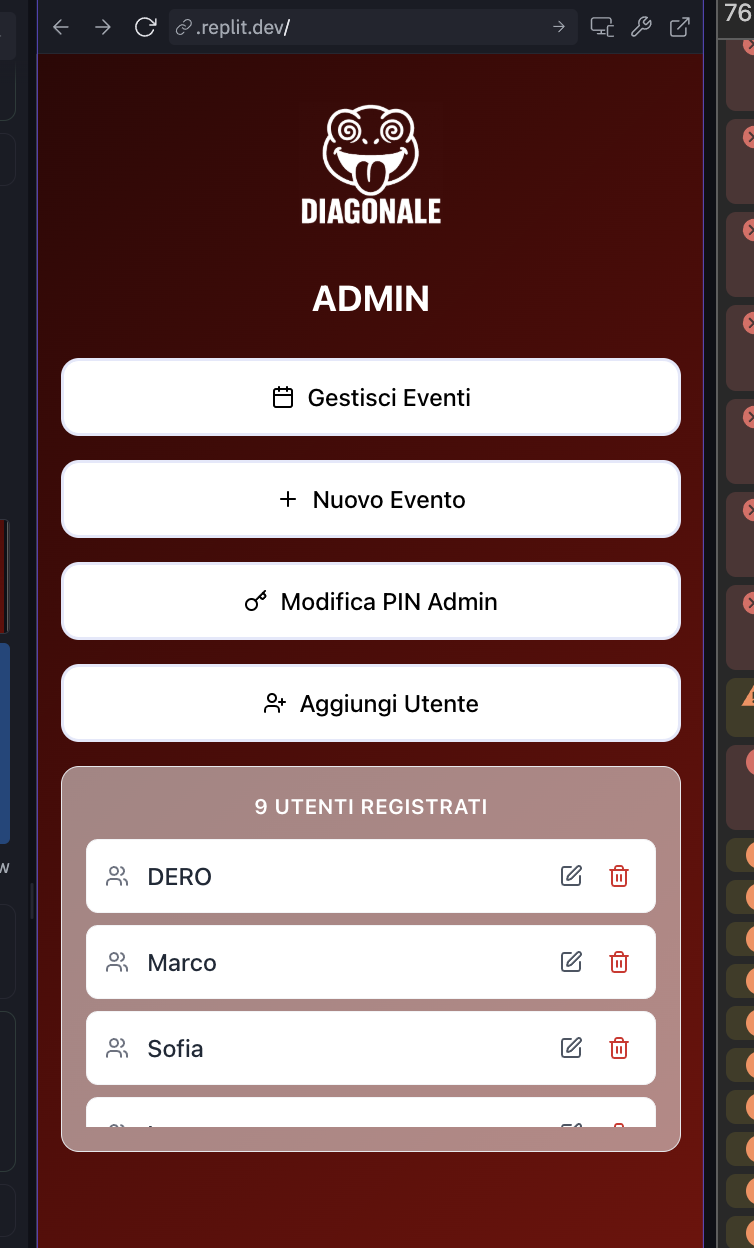 .replit.dev/
76
DIAGONALE
ADMIN
Gestisci Eventi
Nuovo Evento
Modifica PIN Admin
Aggiungi Utente
9 UTENTI REGISTRATI
DERO
Marco
Sofia
w